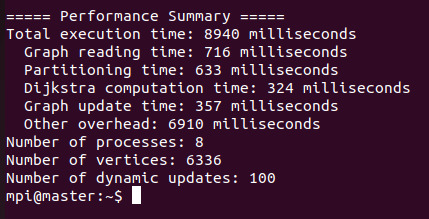 ===== Performance Summary =====
Total execution time: 8940 milliseconds
  Graph reading time: 716 milliseconds
  Partitioning time: 633 milliseconds
  Dijkstra computation time: 324 milliseconds
  Graph update time: 357 milliseconds
  Other overhead: 6910 milliseconds
Number of processes: 8
Number of vertices: 6336
Number of dynamic updates: 100
mpi@master:~$